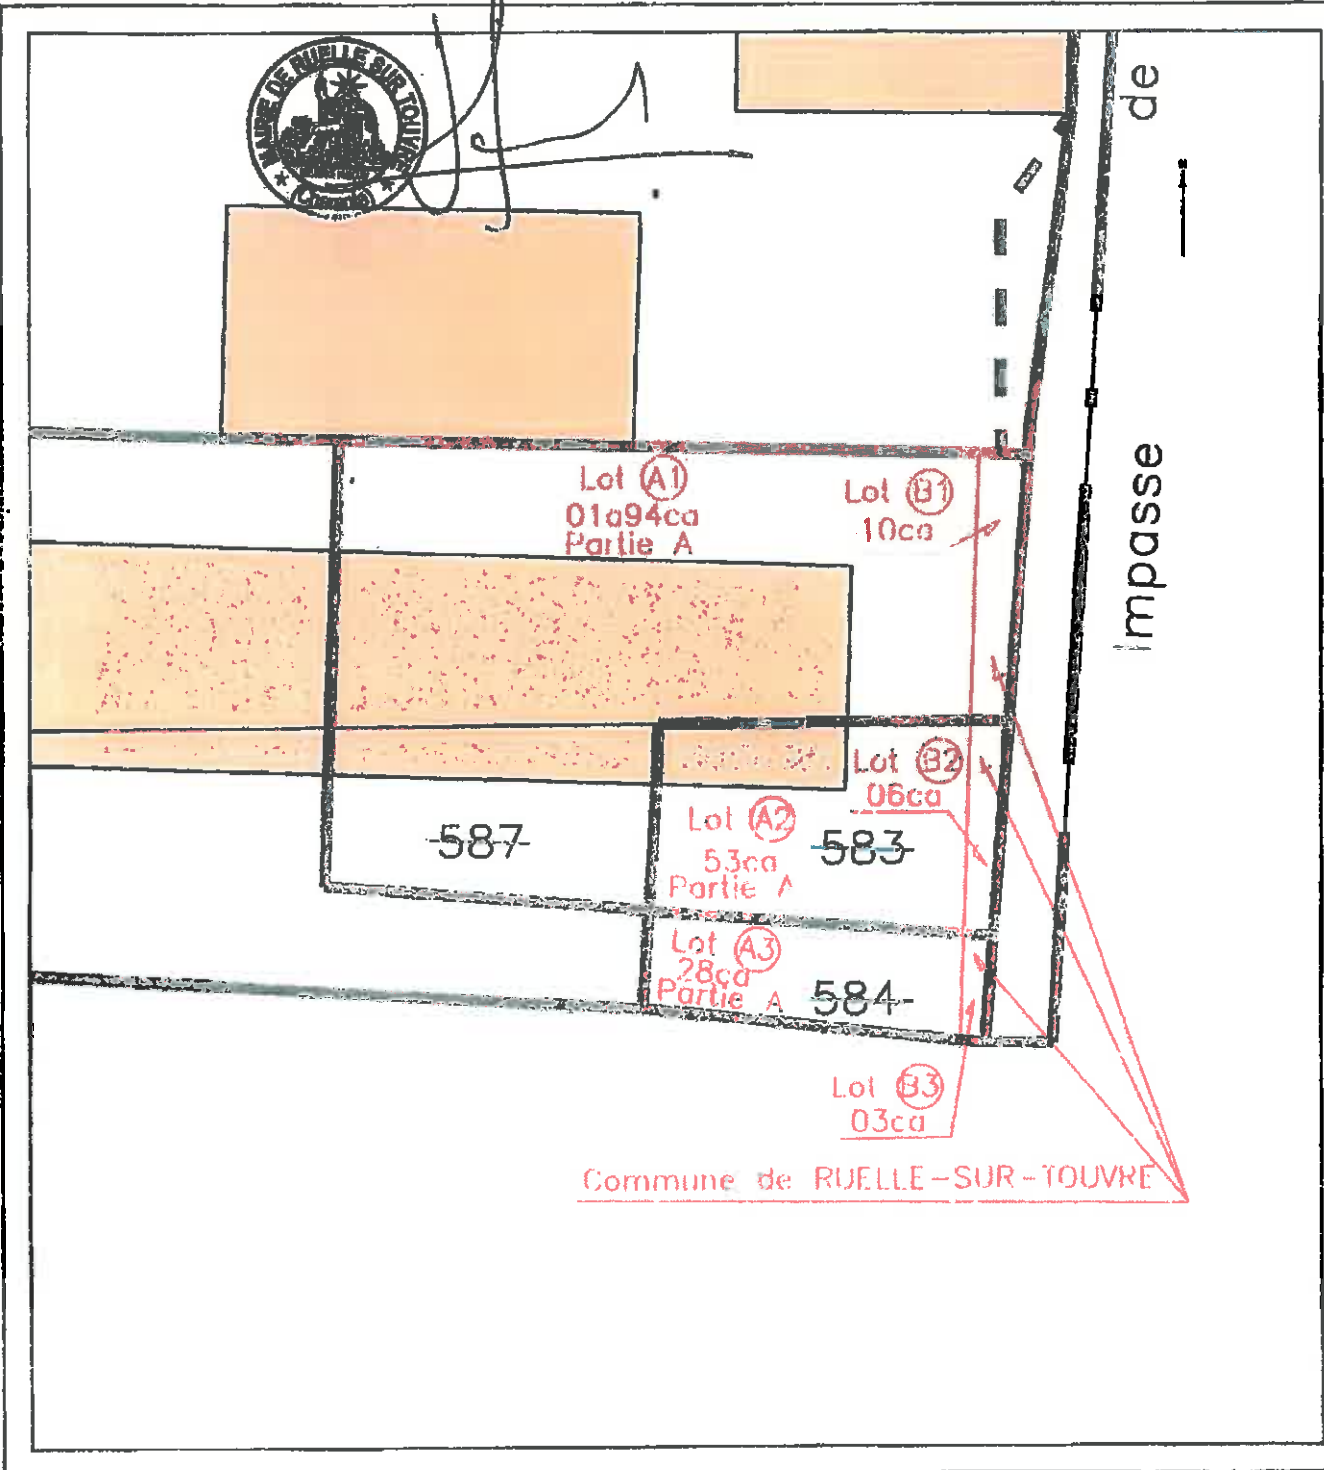 MAIRIE DE RUELLE SUR TOUVRE
(Charente)
de
Impasse
Lot A1
01a94ca
Partie A
Lot B1
10ca
Lot B2
06ca
587
Lot A2
53ca
Partie A
583
Lot A3
28ca
Partie A
584
Lot B3
03ca
Commune de RUELLE-SUR-TOUVRE